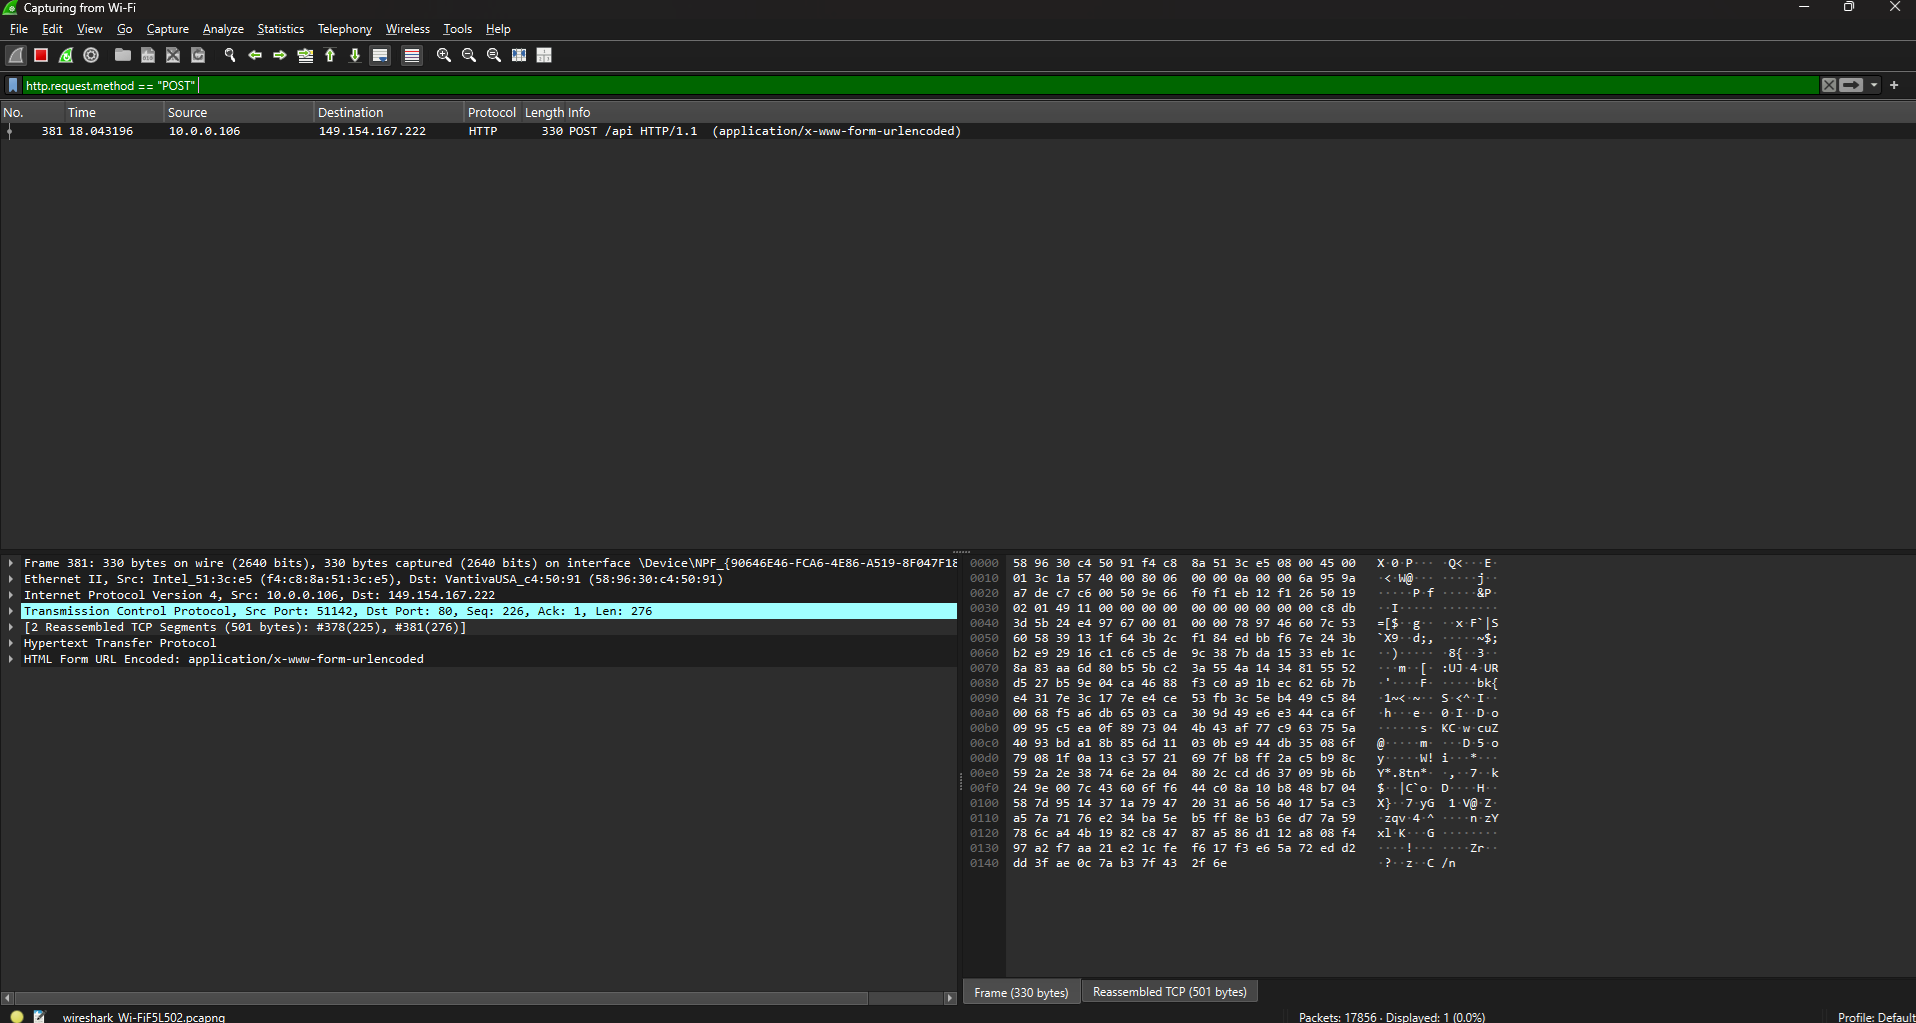 Capturing from Wi-Fi
File Edit View Go Capture Analyze Statistics Telephony Wireless Tools Help
http.request.method == "POST"
No. Time Source Destination Protocol Length Info
381 18.043196 10.0.0.106 149.154.167.222 HTTP 330 POST /api HTTP/1.1 (application/x-www-form-urlencoded)
Frame 381: 330 bytes on wire (2640 bits), 330 bytes captured (2640 bits) on interface \Device\NPF_{90646E46-FCA6-4E86-A519-8F047F18
Ethernet II, Src: Intel_51:3c:e5 (f4:c8:8a:51:3c:e5), Dst: VantivaUSA_c4:50:91 (58:96:30:c4:50:91)
Internet Protocol Version 4, Src: 10.0.0.106, Dst: 149.154.167.222
Transmission Control Protocol, Src Port: 51142, Dst Port: 80, Seq: 226, Ack: 1, Len: 276
[2 Reassembled TCP Segments (501 bytes): #378(225), #381(276)]
Hypertext Transfer Protocol
HTML Form URL Encoded: application/x-www-form-urlencoded
0000 58 96 30 c4 50 91 f4 c8 8a 51 3c e5 08 00 45 00 X·0·P··· ·Q<···E·
0010 01 3c 1a 57 40 00 80 06 00 00 0a 00 00 6a 95 9a ·<·W@··· ·····j··
0020 a7 de c7 c6 00 50 9e 66 f0 f1 eb 12 f1 26 50 19 ·····P·f ·····&P·
0030 02 01 49 11 00 00 00 00 00 00 00 00 00 00 c8 db ··I····· ········
0040 3d 5b 24 e4 97 67 00 01 00 00 78 97 46 60 7c 53 =[$··g·· ··x·F`|S
0050 60 58 39 13 1f 64 3b 2c f1 84 ed bb f6 7e 24 3b `X9··d;, ·····~$;
0060 b2 e9 29 16 c1 c6 c5 de 9c 38 7b da 15 33 eb 1c ··)····· ·8{··3··
0070 8a 83 aa 6d 80 b5 5b c2 3a 55 4a 14 34 81 55 52 ···m··[· :UJ·4·UR
0080 d5 27 b5 9e 04 ca 46 88 f3 c0 a9 1b ec 62 6b 7b ·'····F· ·····bk{
0090 e4 31 7e 3c 17 7e e4 ce 53 fb 3c 5e b4 49 c5 84 ·1~<·~·· S·<^·I··
00a0 00 68 f5 a6 db 65 03 ca 30 9d 49 e6 e3 44 ca 6f ·h···e·· 0·I··D·o
00b0 09 95 c5 ea 0f 89 73 04 4b 43 af 77 c9 63 75 5a ······s· KC·w·cuZ
00c0 40 93 bd a1 8b 85 6d 11 03 0b e9 44 db 35 08 6f @·····m· ···D·5·o
00d0 79 08 1f 0a 13 c3 57 21 69 7f b8 ff 2a c5 b9 8c y·····W! i···*···
00e0 59 2a 2e 38 74 6e 2a 04 80 2c cd d6 37 09 9b 6b Y*.8tn*· ·,··7··k
00f0 24 9e 00 7c 43 60 6f f6 44 c0 8a 10 b8 48 b7 04 $··|C`o· D····H··
0100 58 7d 95 14 37 1a 79 47 20 31 a6 56 40 17 5a c3 X}··7·yG 1·V@·Z·
0110 a5 7a 71 76 e2 34 ba 5e b5 ff 8e b3 6e d7 7a 59 ·zqv·4·^ ····n·zY
0120 78 6c a4 4b 19 82 c8 47 87 a5 86 d1 12 a8 08 f4 xl·K···G ········
0130 97 a2 f7 aa 21 e2 1c fe f6 17 f3 e6 5a 72 ed d2 ····!··· ····Zr··
0140 dd 3f ae 0c 7a b3 7f 43 2f 6e ·?··z··C /n
Frame (330 bytes) Reassembled TCP (501 bytes)
wireshark_Wi-FiF5L502.pcapng Packets: 17856 · Displayed: 1 (0.0%) Profile: Default